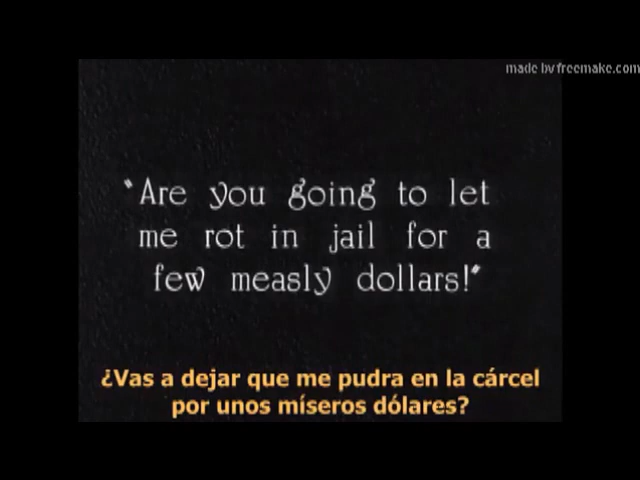 made by freemake.com
"Are you going to let
me rot in jail for a
few measly dollars!"
¿Vas a dejar que me pudra en la cárcel
por unos míseros dólares?